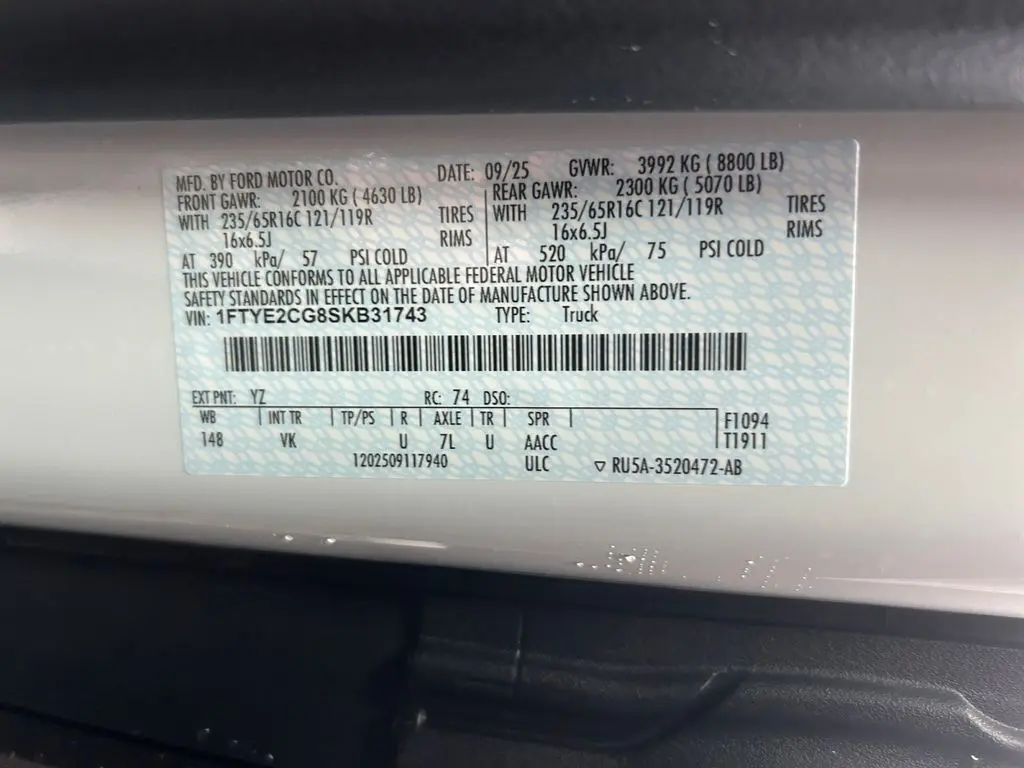 MFD. BY FORD MOTOR CO. DATE: 09/25 GVWR: 3992 KG ( 8800 LB)
FRONT GAWR: 2100 KG ( 4630 LB) REAR GAWR: 2300 KG ( 5070 LB)
WITH 235/65R16C 121/119R TIRES WITH 235/65R16C 121/119R TIRES
16x6.5J RIMS 16x6.5J RIMS
AT 390 kPa/ 57 PSI COLD AT 520 kPa/ 75 PSI COLD
THIS VEHICLE CONFORMS TO ALL APPLICABLE FEDERAL MOTOR VEHICLE
SAFETY STANDARDS IN EFFECT ON THE DATE OF MANUFACTURE SHOWN ABOVE.
VIN: 1FTYE2CG8SKB31743 TYPE: Truck
EXT PNT: YZ RC: 74 DSO:
WB INT TR TP/PS R AXLE TR SPR F1094
148 VK U 7L U AACC T1911
1202509117940 ULC ▽ RU5A-3520472-AB